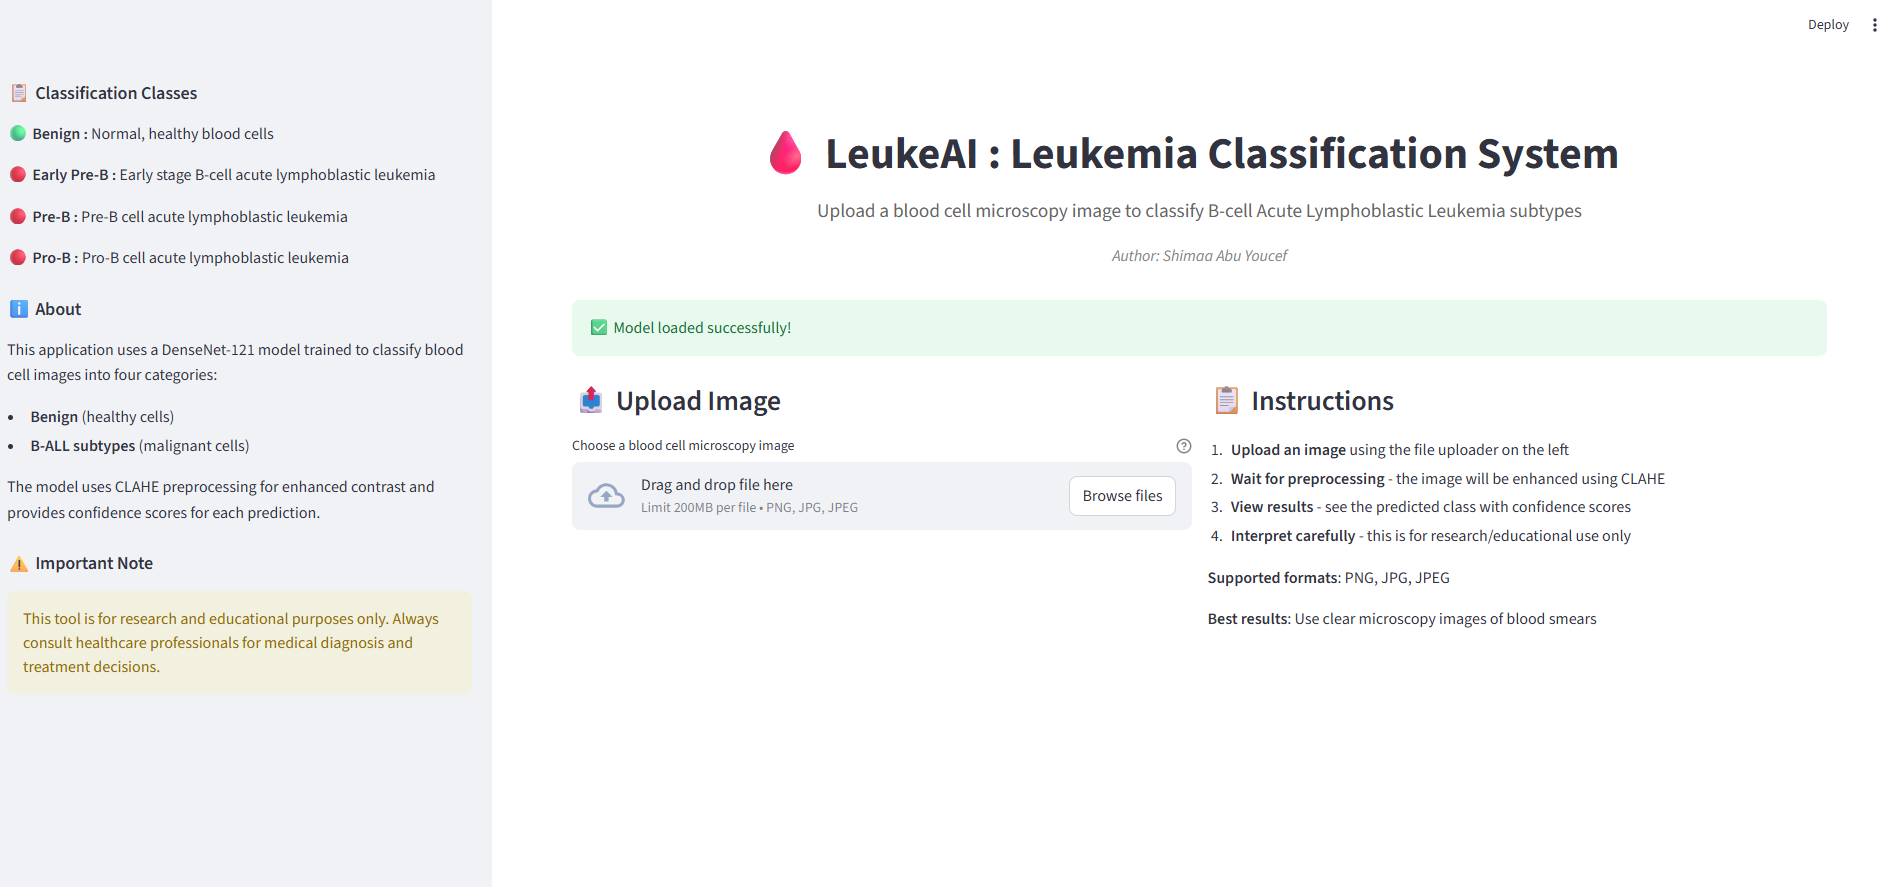 Deploy
📋 Classification Classes
Benign : Normal, healthy blood cells
Early Pre-B : Early stage B-cell acute lymphoblastic leukemia
Pre-B : Pre-B cell acute lymphoblastic leukemia
Pro-B : Pro-B cell acute lymphoblastic leukemia
About
This application uses a DenseNet-121 model trained to classify blood
cell images into four categories:
• Benign (healthy cells)
• B-ALL subtypes (malignant cells)
The model uses CLAHE preprocessing for enhanced contrast and
provides confidence scores for each prediction.
Important Note
This tool is for research and educational purposes only. Always
consult healthcare professionals for medical diagnosis and
treatment decisions.
LeukeAI : Leukemia Classification System
Upload a blood cell microscopy image to classify B-cell Acute Lymphoblastic Leukemia subtypes
Author: Shimaa Abu Youcef
Model loaded successfully!
Upload Image
Choose a blood cell microscopy image
Drag and drop file here
Limit 200MB per file • PNG, JPG, JPEG
Browse files
Instructions
1. Upload an image using the file uploader on the left
2. Wait for preprocessing - the image will be enhanced using CLAHE
3. View results - see the predicted class with confidence scores
4. Interpret carefully - this is for research/educational use only
Supported formats: PNG, JPG, JPEG
Best results: Use clear microscopy images of blood smears